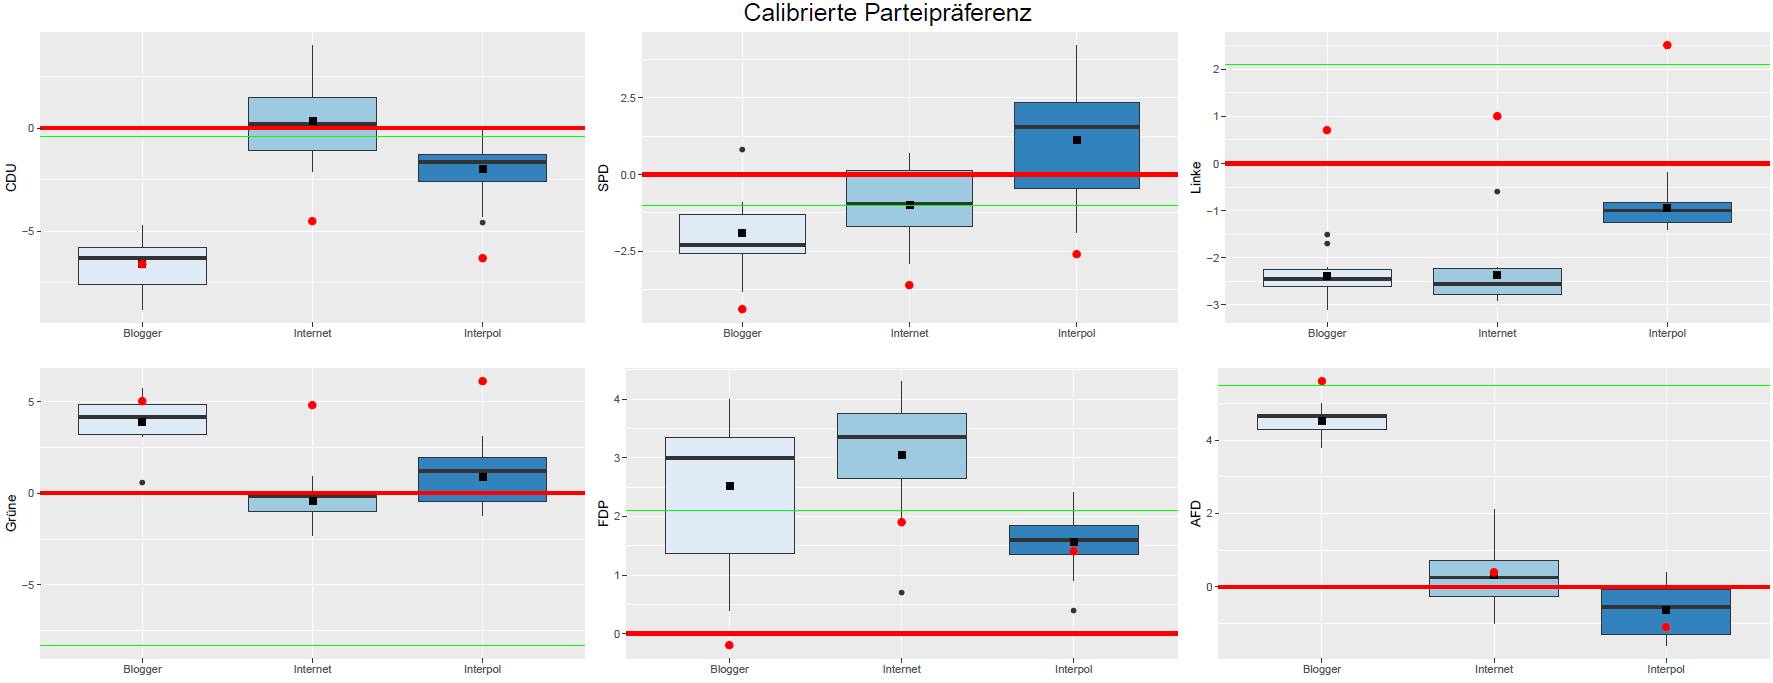 Calibrierte Parteipräferenz
CDU
0
−5
Blogger
Internet
Interpol
SPD
2.5
0.0
−2.5
Blogger
Internet
Interpol
Linke
2
1
0
−1
−2
−3
Blogger
Internet
Interpol
Grüne
5
0
−5
Blogger
Internet
Interpol
FDP
4
3
2
1
0
Blogger
Internet
Interpol
AFD
4
2
0
Blogger
Internet
Interpol